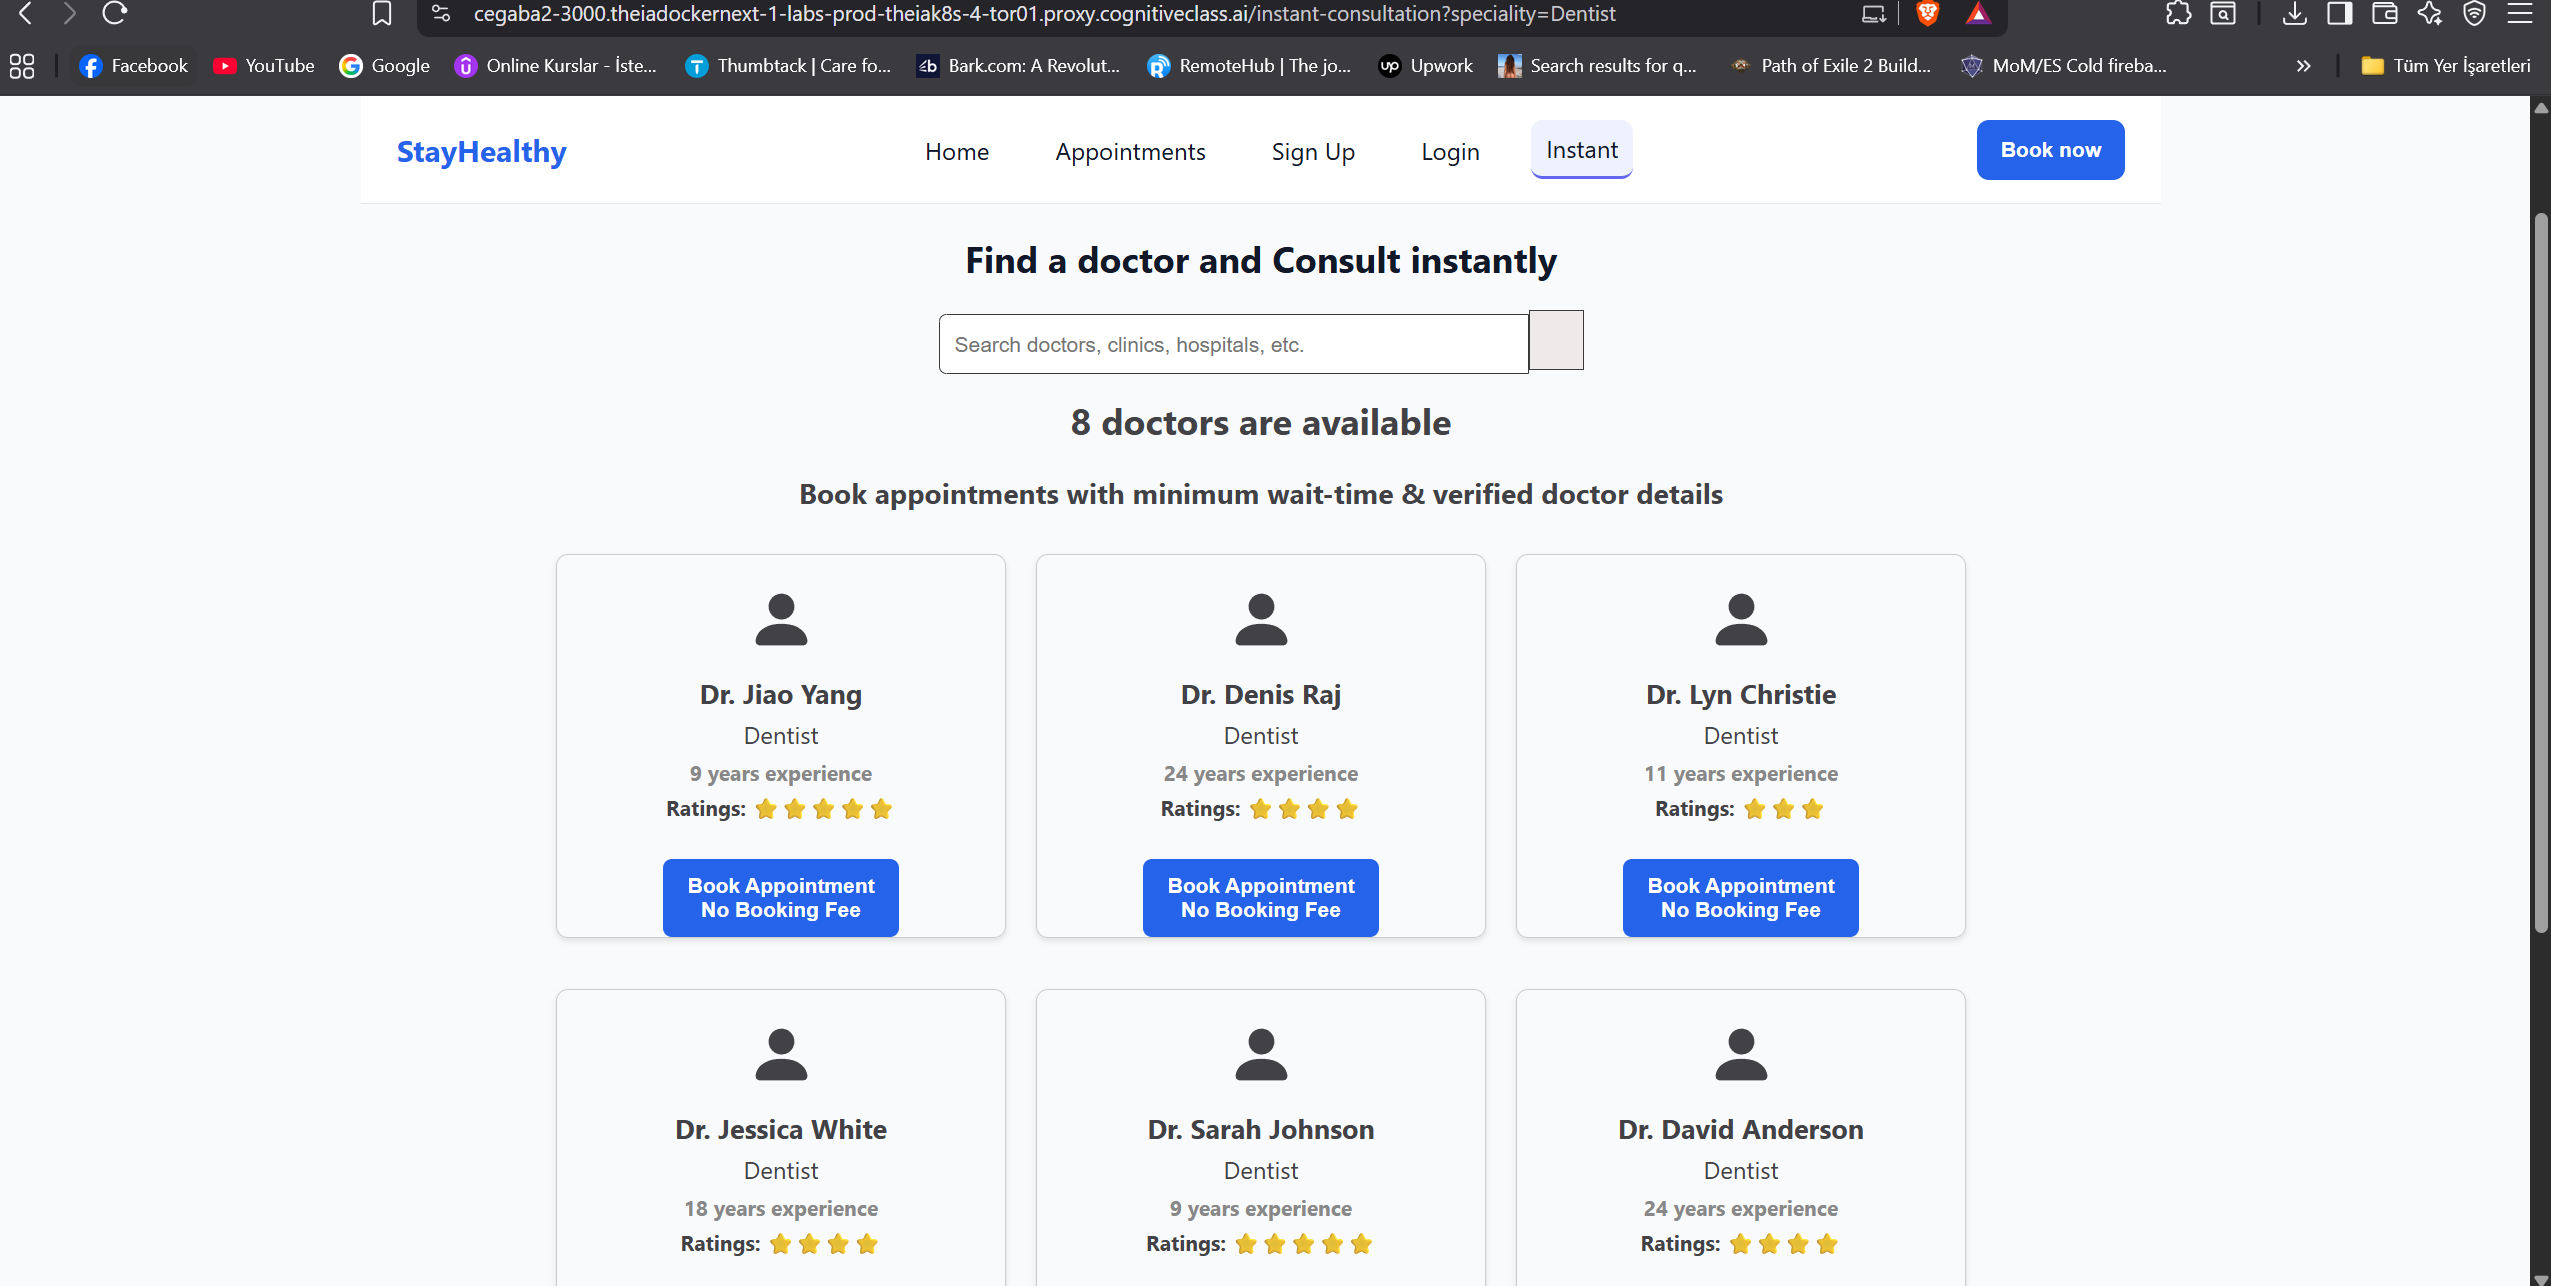 cegaba2-3000.theiadockernext-1-labs-prod-theiak8s-4-tor01.proxy.cognitiveclass.ai/instant-consultation?speciality=Dentist
Facebook YouTube Google Online Kurslar - İste... Thumbtack | Care fo... Bark.com: A Revolut... RemoteHub | The jo... Upwork Search results for q... Path of Exile 2 Build... MoM/ES Cold fireba... » Tüm Yer İşaretleri
StayHealthy Home Appointments Sign Up Login Instant Book now
Find a doctor and Consult instantly
Search doctors, clinics, hospitals, etc.
8 doctors are available
Book appointments with minimum wait-time & verified doctor details
Dr. Jiao Yang
Dentist
9 years experience
Ratings:
Book Appointment
No Booking Fee
Dr. Denis Raj
Dentist
24 years experience
Ratings:
Book Appointment
No Booking Fee
Dr. Lyn Christie
Dentist
11 years experience
Ratings:
Book Appointment
No Booking Fee
Dr. Jessica White
Dentist
18 years experience
Ratings:
Dr. Sarah Johnson
Dentist
9 years experience
Ratings:
Dr. David Anderson
Dentist
24 years experience
Ratings: